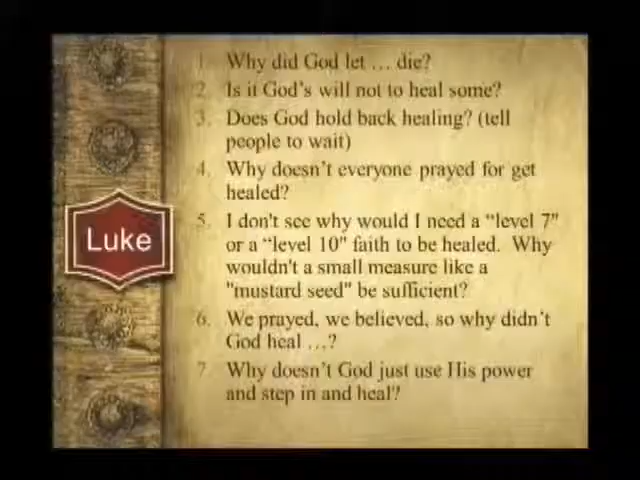 1. Why did God let ... die?
2. Is it God's will not to heal some?
3. Does God hold back healing? (tell
people to wait)
4. Why doesn't everyone prayed for get
healed?
5. I don't see why would I need a "level 7"
or a "level 10" faith to be healed. Why
wouldn't a small measure like a
"mustard seed" be sufficient?
6. We prayed, we believed, so why didn't
God heal ...?
7. Why doesn't God just use His power
and step in and heal?
Luke